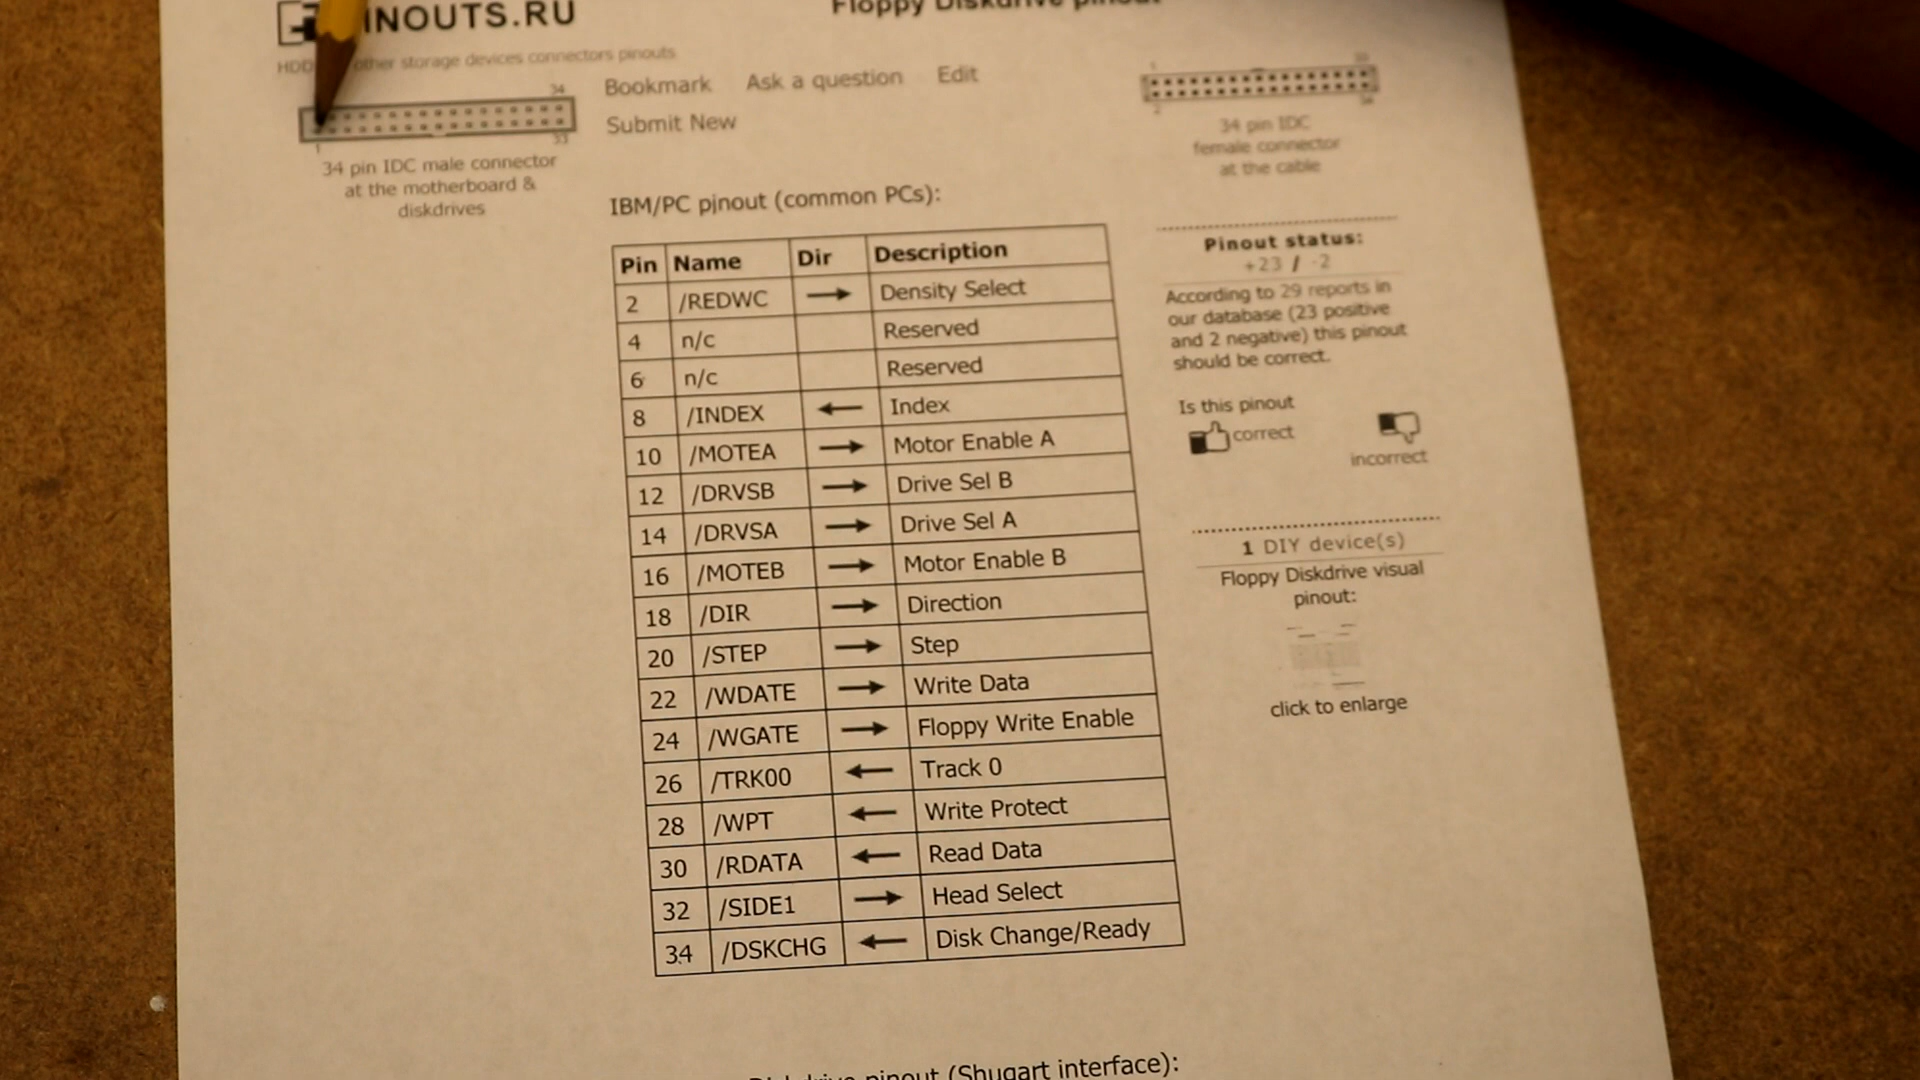 INOUTS.RU
Floppy Diskdrive pinout
HDD other storage devices connectors pinouts
34
33
1
34 pin IDC male connector
at the motherboard &
diskdrives
Bookmark Ask a question Edit
Submit New
34 pin IDC
female connector
at the cable
IBM/PC pinout (common PCs):
Pin Name Dir Description
2 /REDWC → Density Select
4 n/c Reserved
6 n/c Reserved
8 /INDEX ← Index
10 /MOTEA → Motor Enable A
12 /DRVSB → Drive Sel B
14 /DRVSA → Drive Sel A
16 /MOTEB → Motor Enable B
18 /DIR → Direction
20 /STEP → Step
22 /WDATE → Write Data
24 /WGATE → Floppy Write Enable
26 /TRK00 ← Track 0
28 /WPT ← Write Protect
30 /RDATA ← Read Data
32 /SIDE1 → Head Select
34 /DSKCHG ← Disk Change/Ready
Pinout status:
+23 / -2
According to 29 reports in
our database (23 positive
and 2 negative) this pinout
should be correct.
Is this pinout
correct
incorrect
1 DIY device(s)
Floppy Diskdrive visual
pinout:
click to enlarge
Diskdrive pinout (Shugart interface):